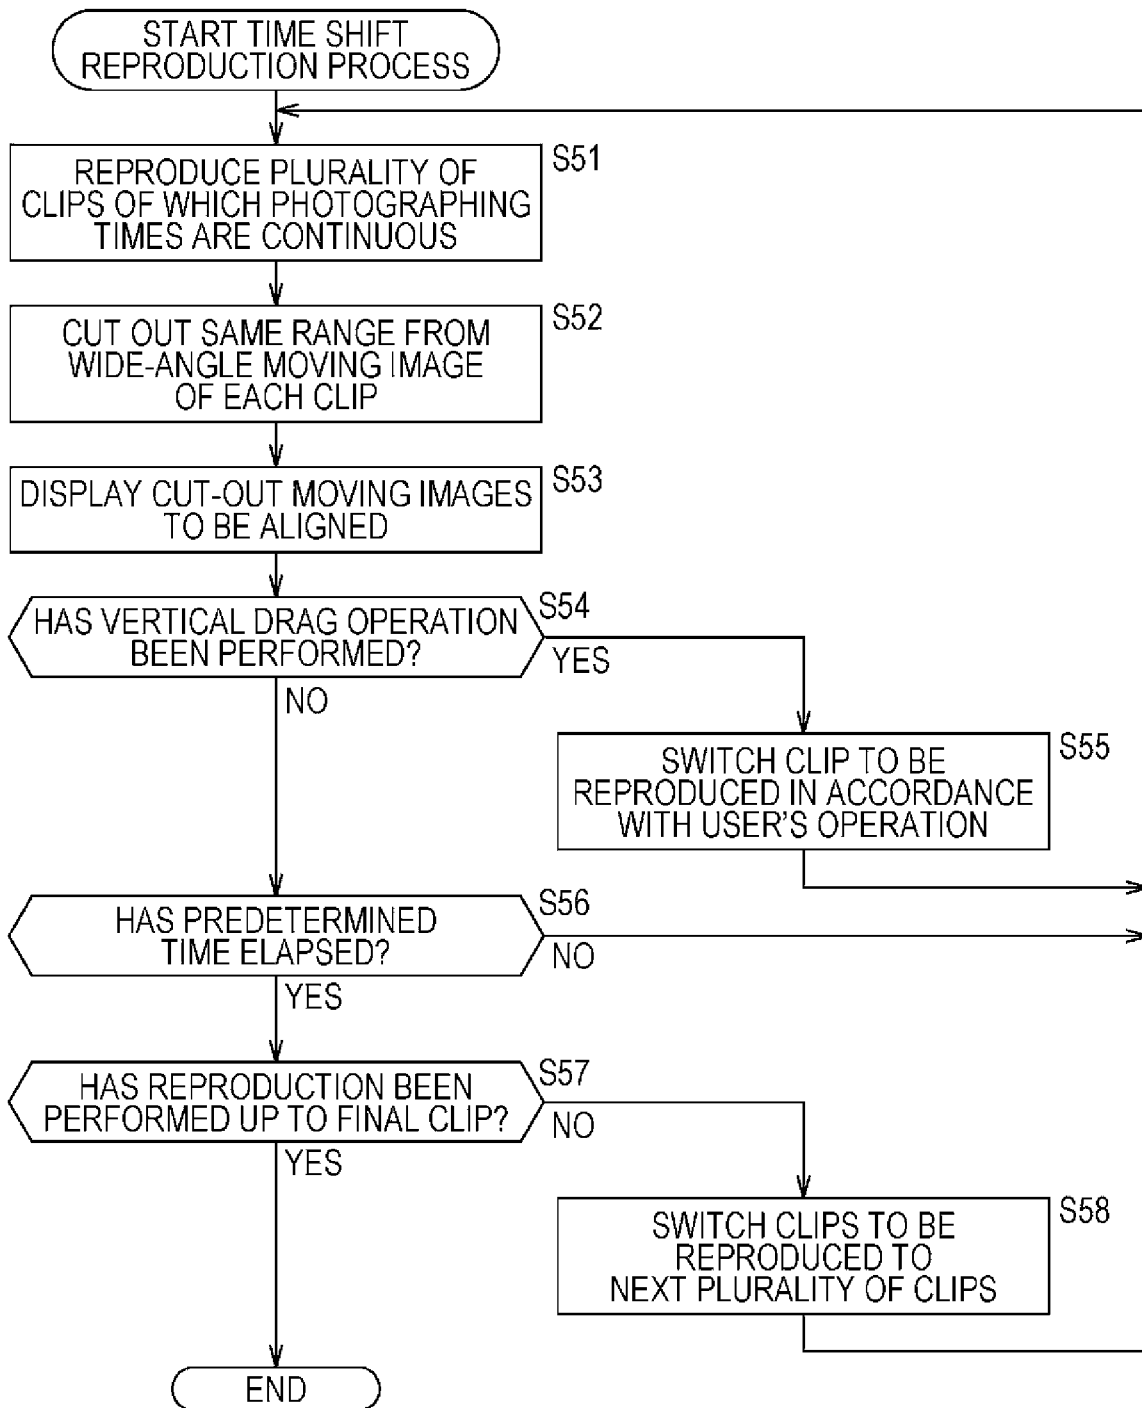 START TIME SHIFT
REPRODUCTION PROCESS
S51
REPRODUCE PLURALITY OF
CLIPS OF WHICH PHOTOGRAPHING
TIMES ARE CONTINUOUS
S52
CUT OUT SAME RANGE FROM
WIDE-ANGLE MOVING IMAGE
OF EACH CLIP
S53
DISPLAY CUT-OUT MOVING IMAGES
TO BE ALIGNED
S54
HAS VERTICAL DRAG OPERATION
BEEN PERFORMED?
YES
NO
S55
SWITCH CLIP TO BE
REPRODUCED IN ACCORDANCE
WITH USER'S OPERATION
S56
HAS PREDETERMINED
TIME ELAPSED?
NO
YES
S57
HAS REPRODUCTION BEEN
PERFORMED UP TO FINAL CLIP?
NO
YES
S58
SWITCH CLIPS TO BE
REPRODUCED TO
NEXT PLURALITY OF CLIPS
END